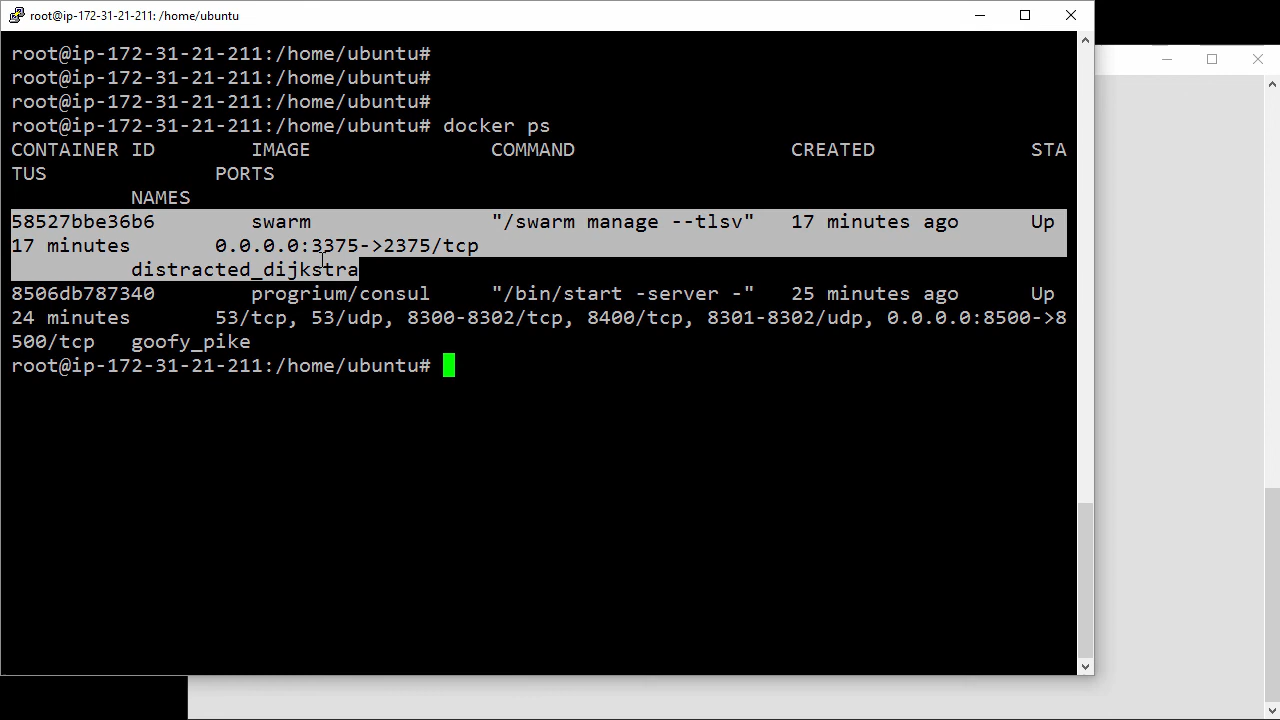 root@ip-172-31-21-211: /home/ubuntu
root@ip-172-31-21-211:/home/ubuntu#
root@ip-172-31-21-211:/home/ubuntu#
root@ip-172-31-21-211:/home/ubuntu#
root@ip-172-31-21-211:/home/ubuntu# docker ps
CONTAINER ID        IMAGE               COMMAND                  CREATED             STA
TUS              PORTS
          NAMES
58527bbe36b6        swarm               "/swarm manage --tlsv"   17 minutes ago      Up
17 minutes       0.0.0.0:3375->2375/tcp
          distracted_dijkstra
8506db787340        progrium/consul     "/bin/start -server -"   25 minutes ago      Up
24 minutes       53/tcp, 53/udp, 8300-8302/tcp, 8400/tcp, 8301-8302/udp, 0.0.0.0:8500->8
500/tcp   goofy_pike
root@ip-172-31-21-211:/home/ubuntu#